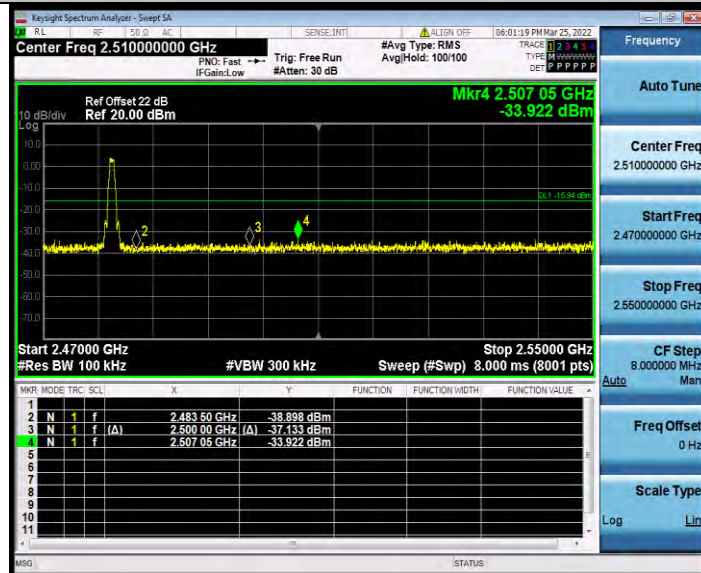 Keysight Spectrum Analyzer - Swept SA
LXI RL RF 50 Ω AC SENSE:INT ALIGN OFF 06:01:19 PM Mar 25, 2022
Center Freq 2.510000000 GHz #Avg Type: RMS TRACE 1 2 3 4 5 6
PNO: Fast Trig: Free Run Avg|Hold: 100/100 TYPE M WWWWW
IFGain:Low #Atten: 30 dB DET P P P P P P
Ref Offset 22 dB Mkr4 2.507 05 GHz
10 dB/div Ref 20.00 dBm -33.922 dBm
Log
10.0
0.00
-10.0
DL1 -15.94 dBm
-20.0
-30.0
2 3 4
-40.0
-50.0
-60.0
-70.0
Start 2.47000 GHz Stop 2.55000 GHz
#Res BW 100 kHz #VBW 300 kHz Sweep (#Swp) 8.000 ms (8001 pts)
MKR MODE TRC SCL X Y FUNCTION FUNCTION WIDTH FUNCTION VALUE
1
2 N 1 f 2.483 50 GHz -38.898 dBm
3 N 1 f (Δ) 2.500 00 GHz (Δ) -37.133 dBm
4 N 1 f 2.507 05 GHz -33.922 dBm
5
6
7
8
9
10
11
MSG STATUS
Frequency
Auto Tune
Center Freq
2.510000000 GHz
Start Freq
2.470000000 GHz
Stop Freq
2.550000000 GHz
CF Step
8.000000 MHz
Auto Man
Freq Offset
0 Hz
Scale Type
Log Lin